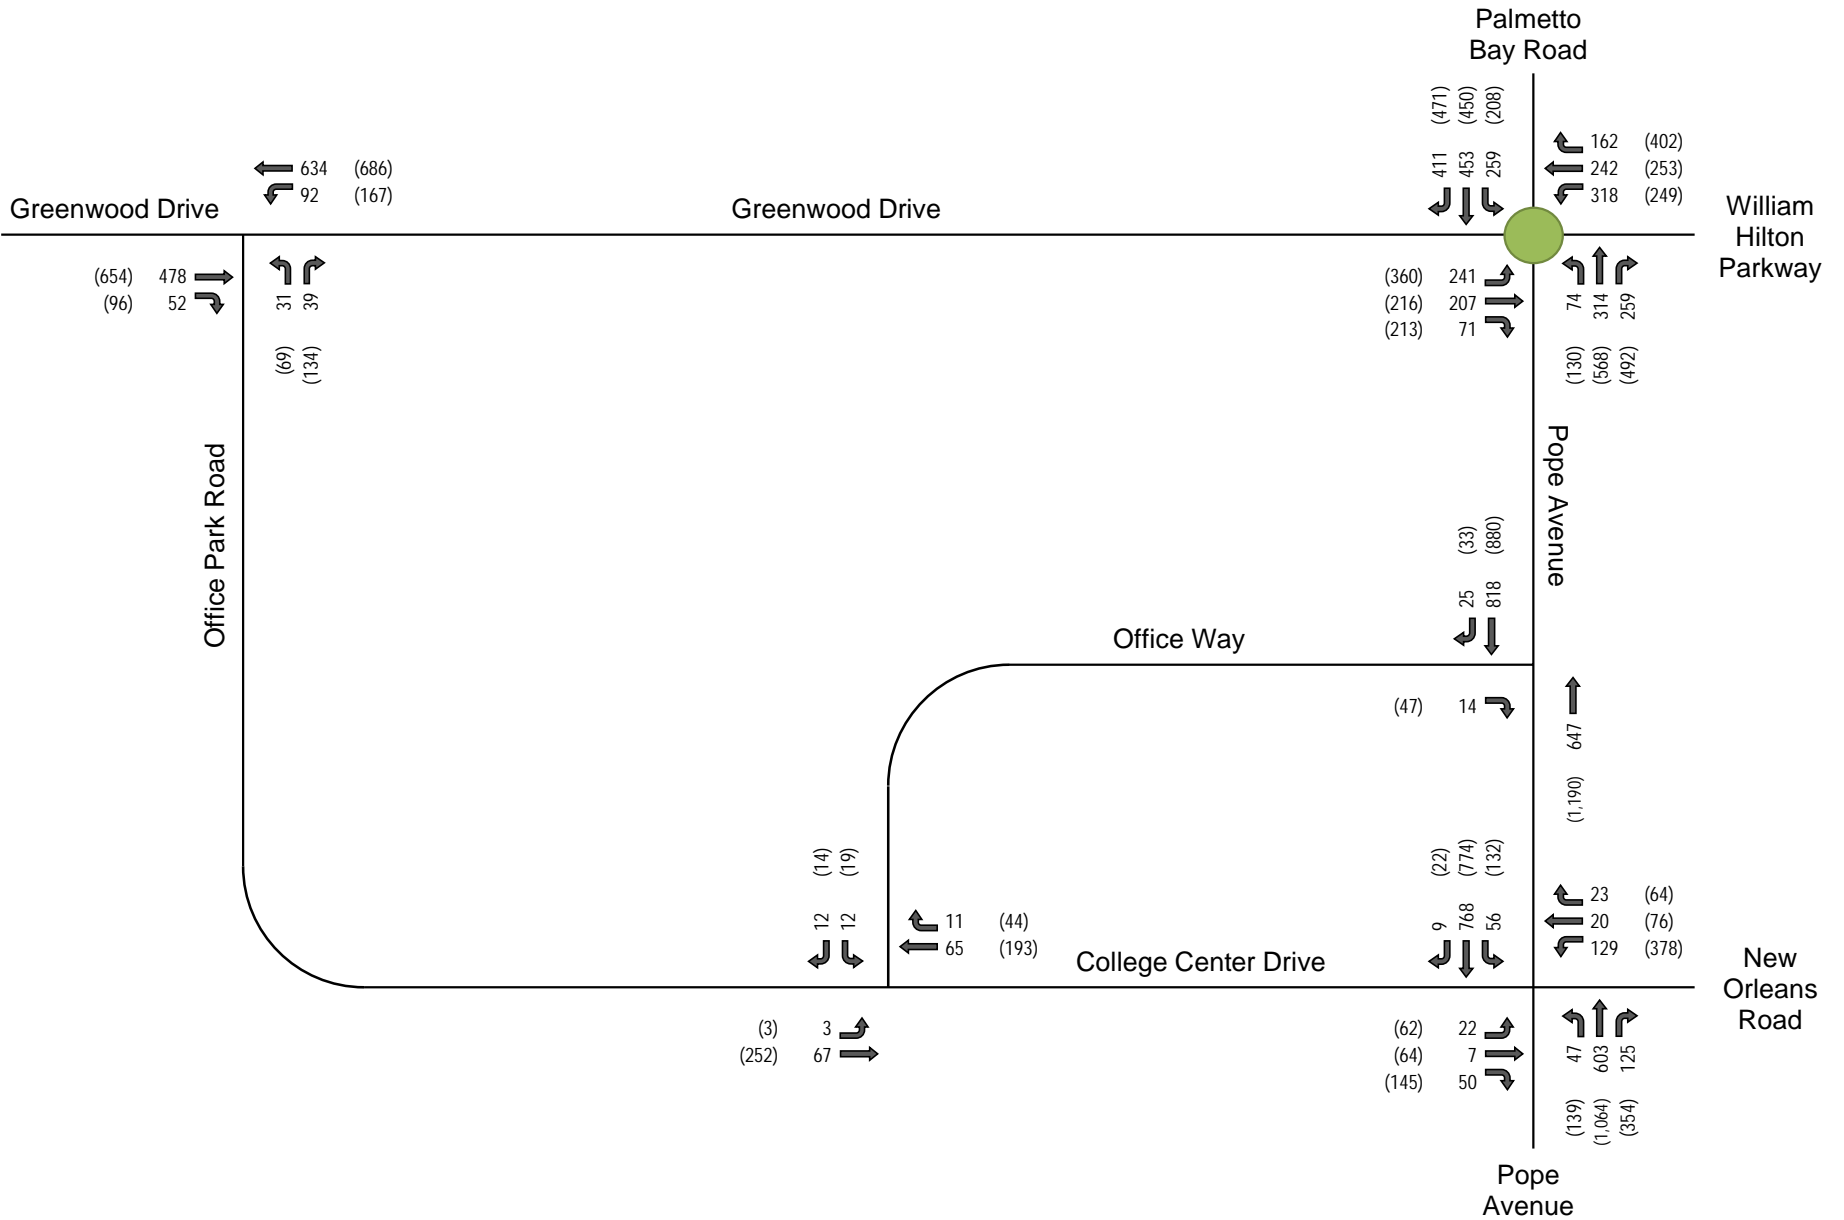 Palmetto
Bay Road
(471) (450) (208)
411 453 259
162 (402)
242 (253)
318 (249)
634 (686)
92 (167)
Greenwood Drive
Greenwood Drive
William
Hilton
Parkway
(654) 478
(96) 52
31 39
(69) (134)
(360) 241
(216) 207
(213) 71
74 314 259
(130) (568) (492)
Office Park Road
Pope Avenue
(33) (880)
25 818
Office Way
(47) 14
647
(1,190)
(14) (19)
12 12
11 (44)
65 (193)
College Center Drive
(22) (774) (132)
9 768 56
23 (64)
20 (76)
129 (378)
New
Orleans
Road
(3) 3
(252) 67
(62) 22
(64) 7
(145) 50
47 603 125
(139) (1,064) (354)
Pope
Avenue